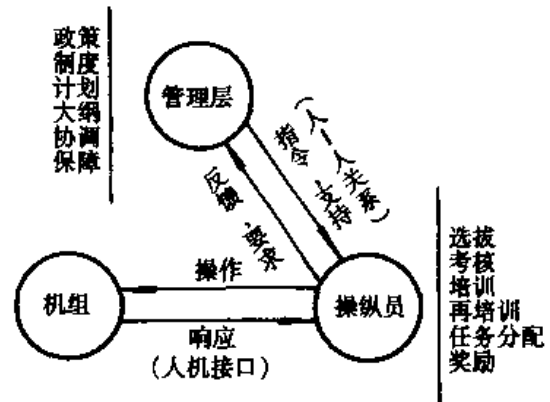 政策
制度
计划
大纲
协调
保障
管理层
(人-人关系)
指令、支持
反馈、要求
操作
机组
操纵员
响应
(人机接口)
选拔
考核
培训
再培训
任务分配
奖励